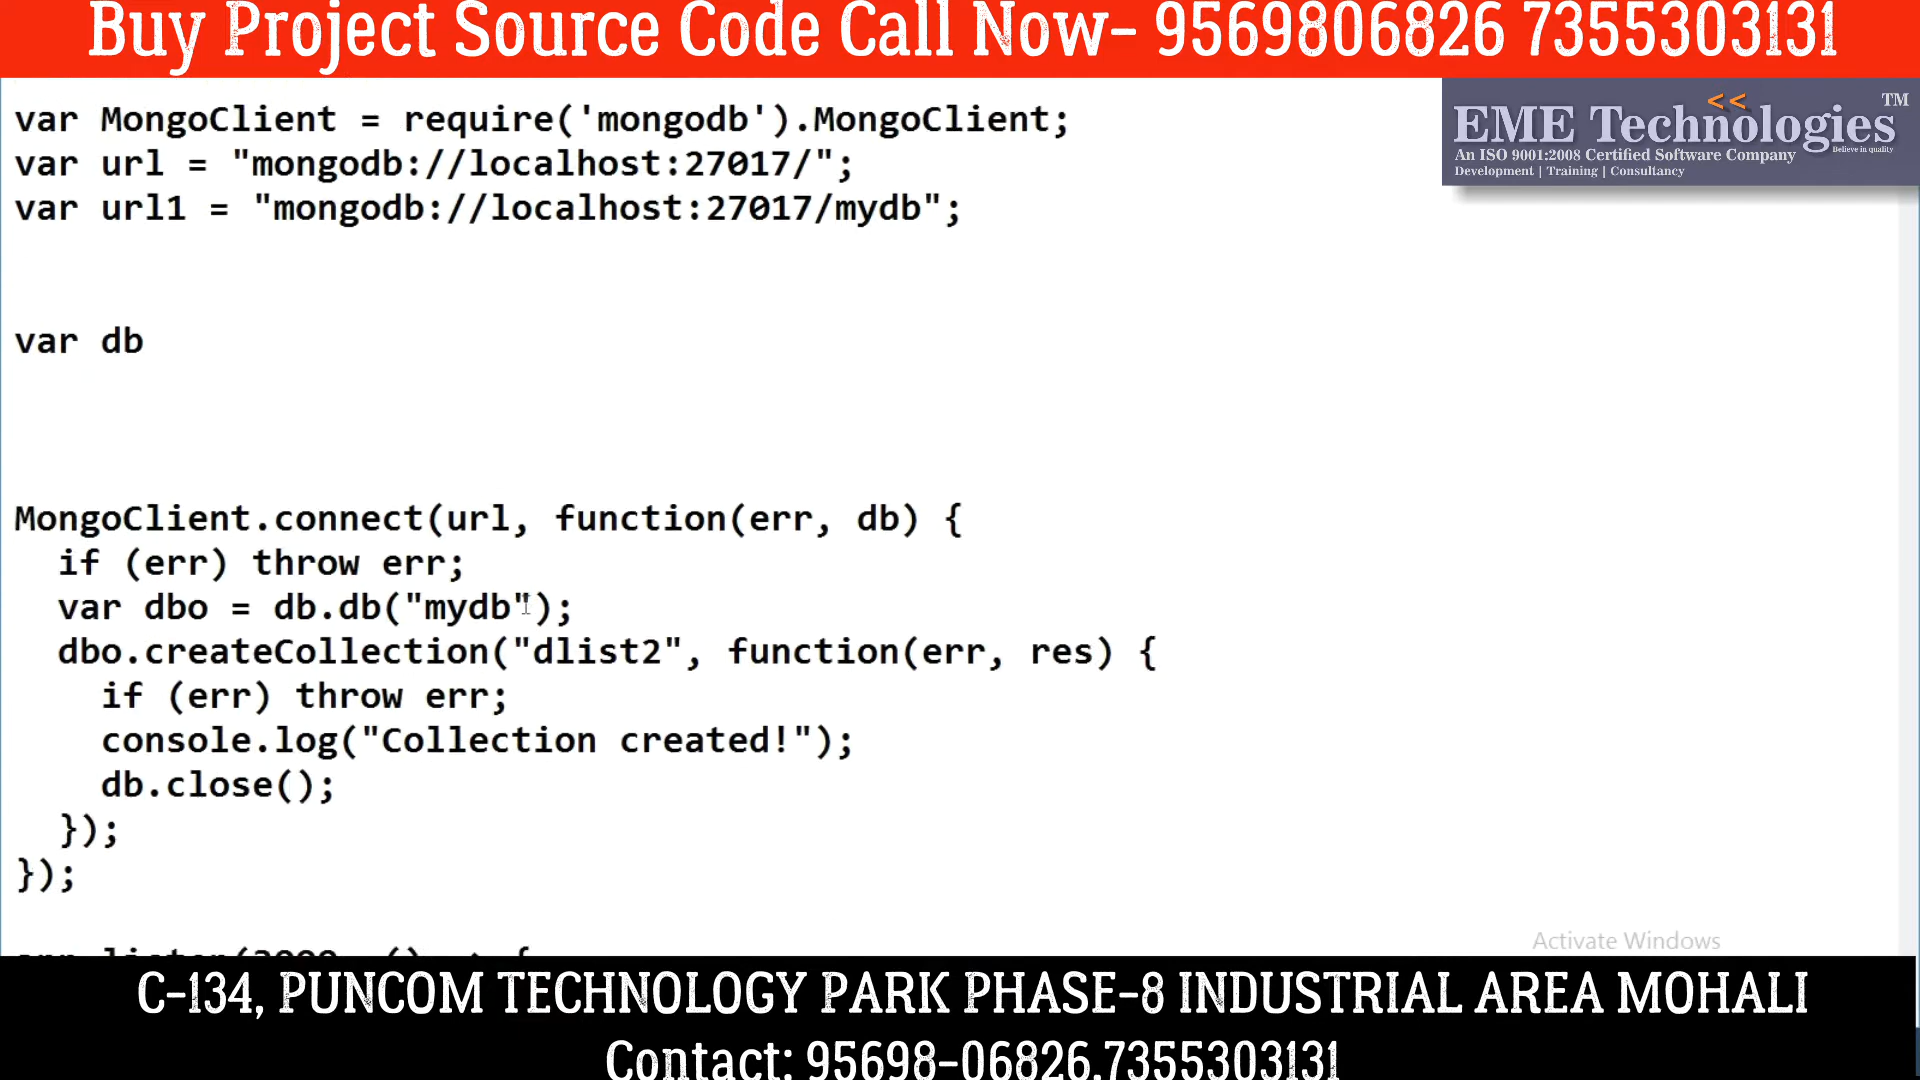 Buy Project Source Code Call Now- 9569806826 7355303131
var MongoClient = require('mongodb').MongoClient;
var url = "mongodb://localhost:27017/";
var url1 = "mongodb://localhost:27017/mydb";
<<
EME Technologies TM
Believe in quality
An ISO 9001:2008 Certified Software Company
Development | Training | Consultancy
var db
MongoClient.connect(url, function(err, db) {
  if (err) throw err;
  var dbo = db.db("mydb");
  dbo.createCollection("dlist2", function(err, res) {
    if (err) throw err;
    console.log("Collection created!");
    db.close();
  });
});
Activate Windows
C-134, PUNCOM TECHNOLOGY PARK PHASE-8 INDUSTRIAL AREA MOHALI
Contact: 95698-06826,7355303131